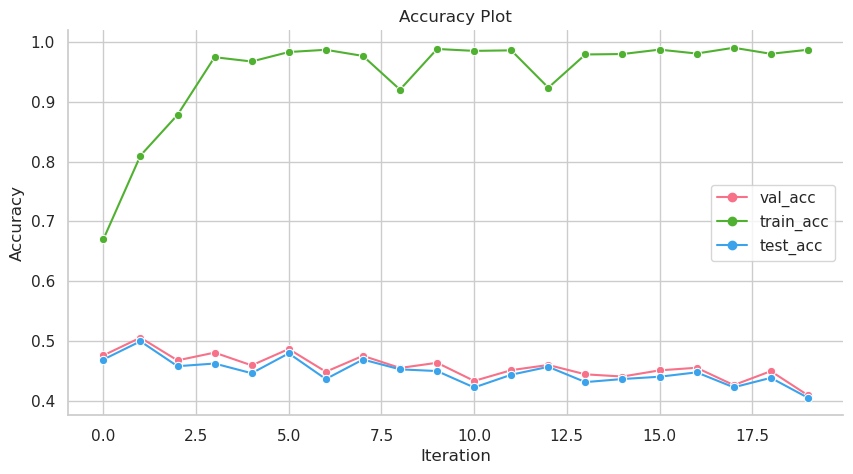 Accuracy Plot
1.0
0.9
0.8
0.7
0.6
0.5
0.4
Accuracy
val_acc
train_acc
test_acc
0.0 2.5 5.0 7.5 10.0 12.5 15.0 17.5
Iteration